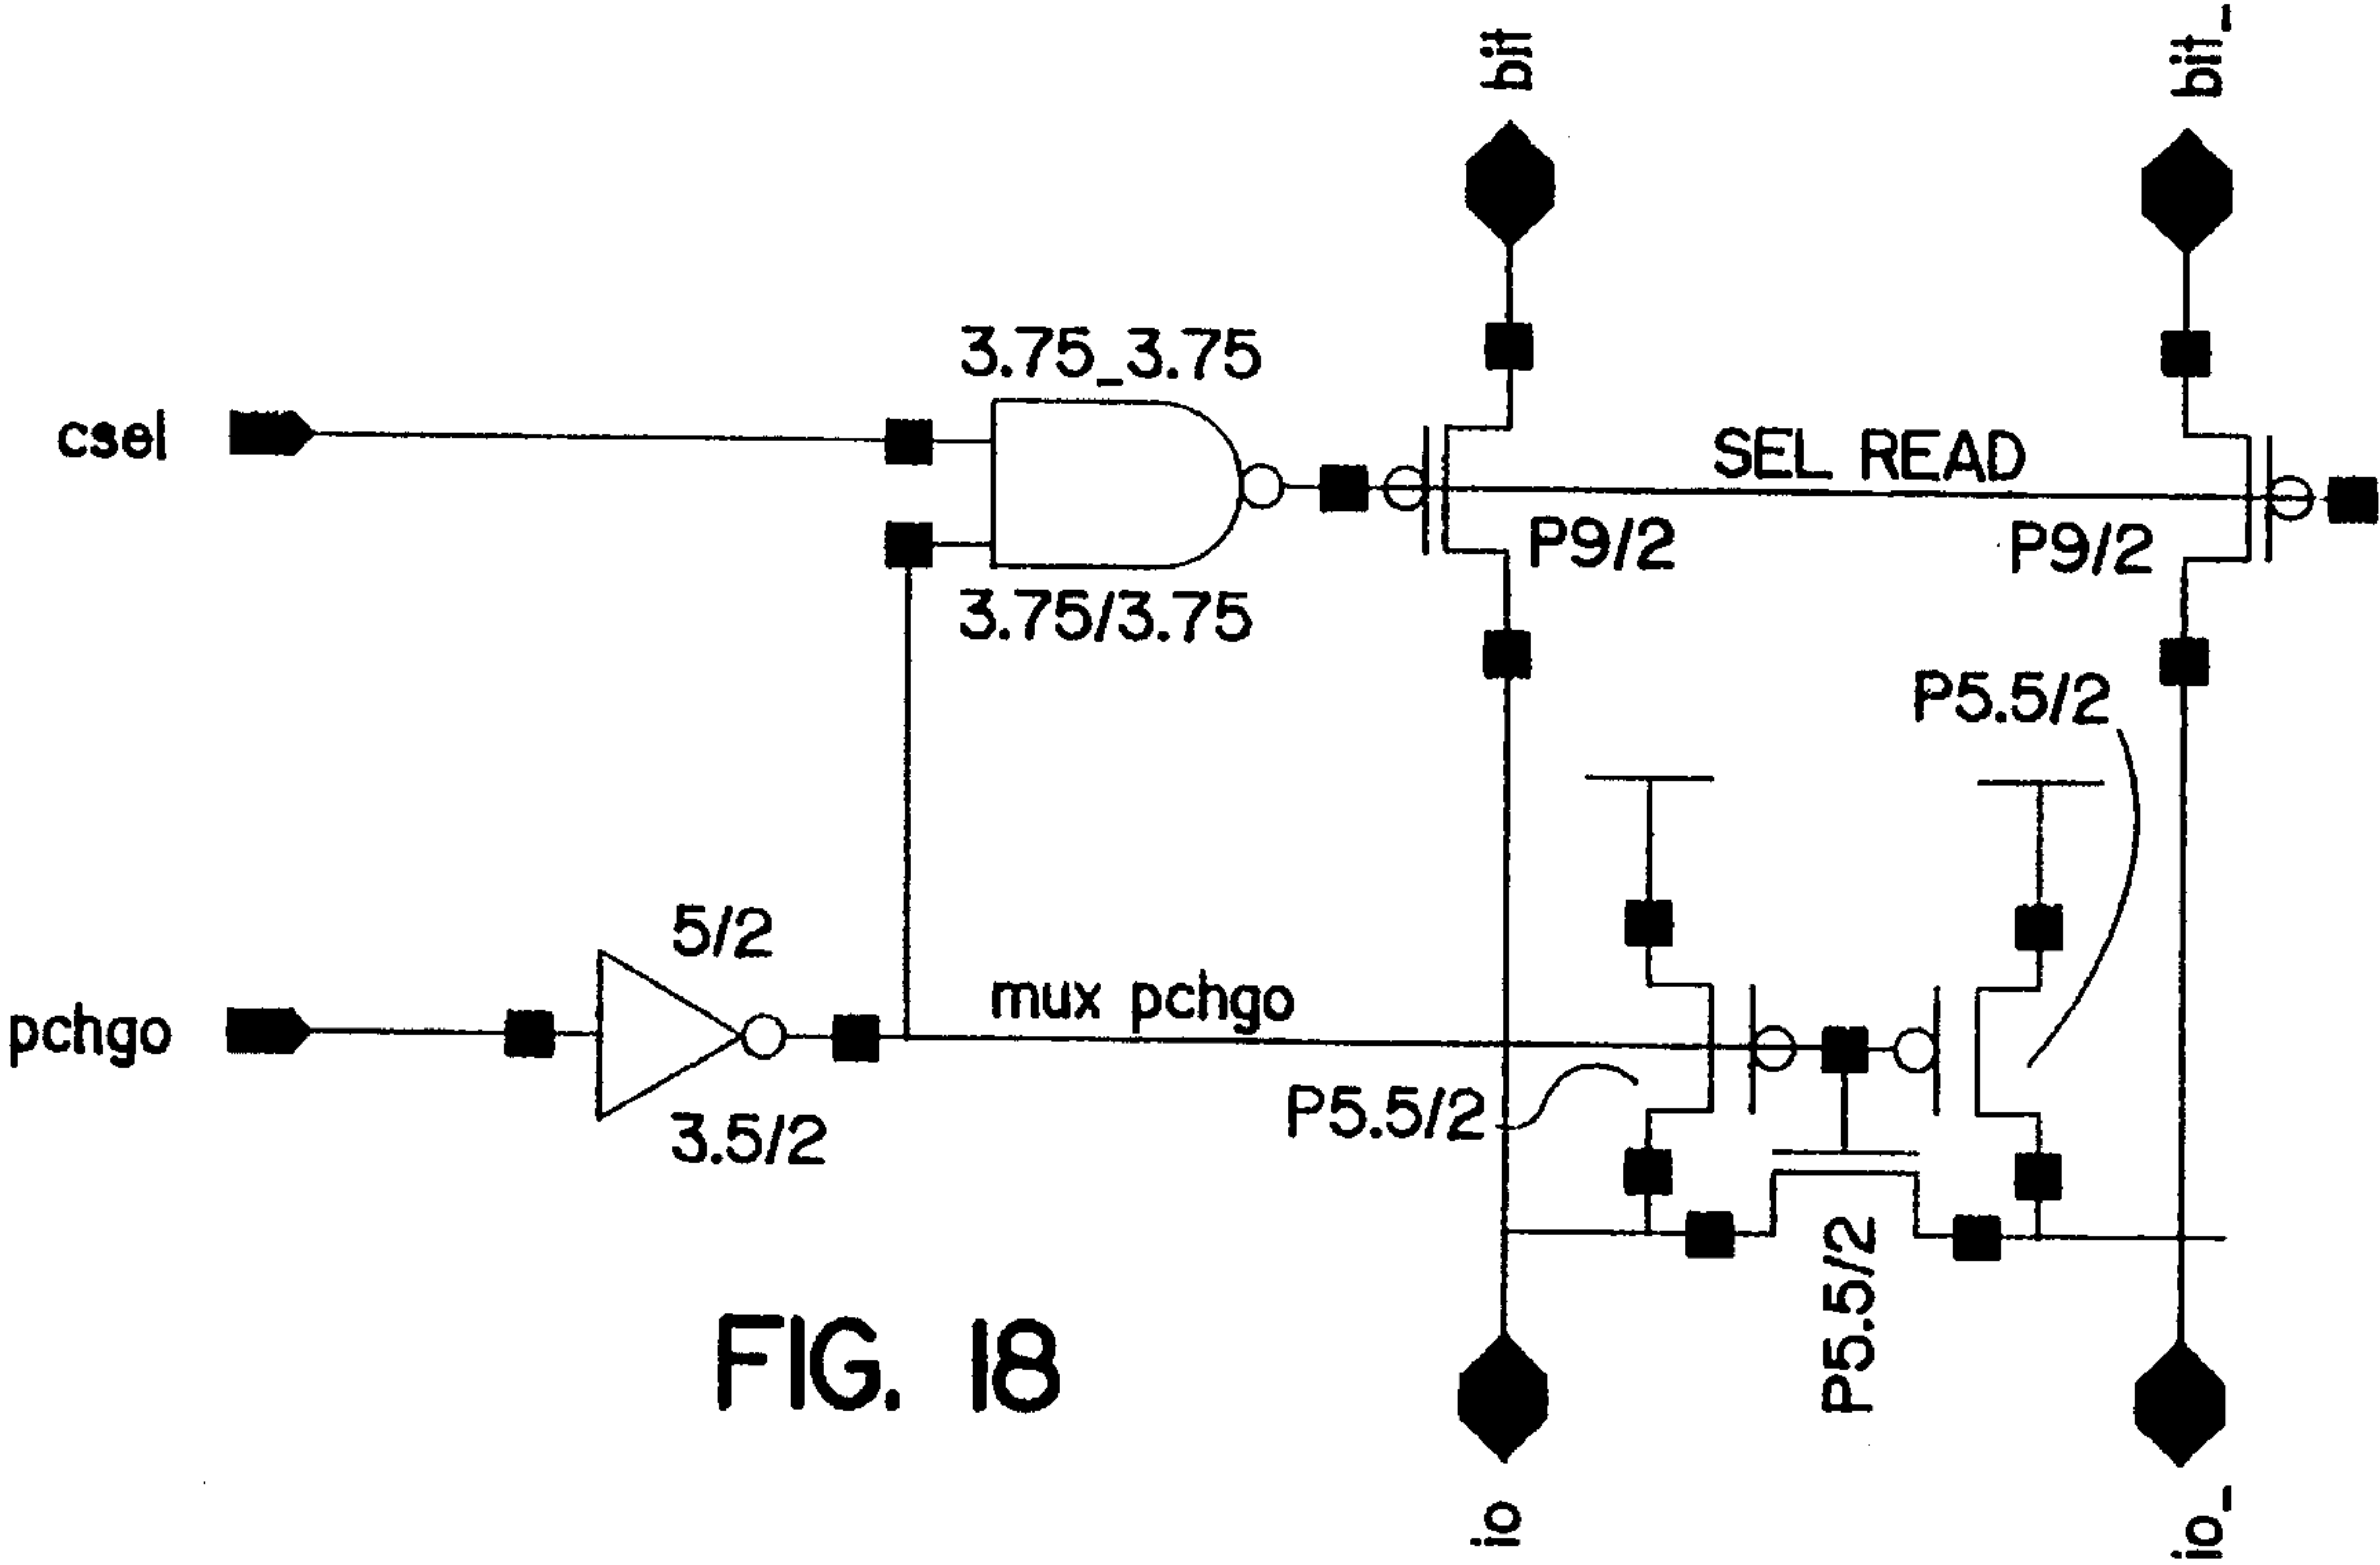 bit
bit_
3.75_3.75
csel
SEL READ
P9/2
P9/2
3.75/3.75
P5.5/2
5/2
mux pchgo
pchgo
P5.5/2
3.5/2
P5.5/2
FIG. 18
io
io_